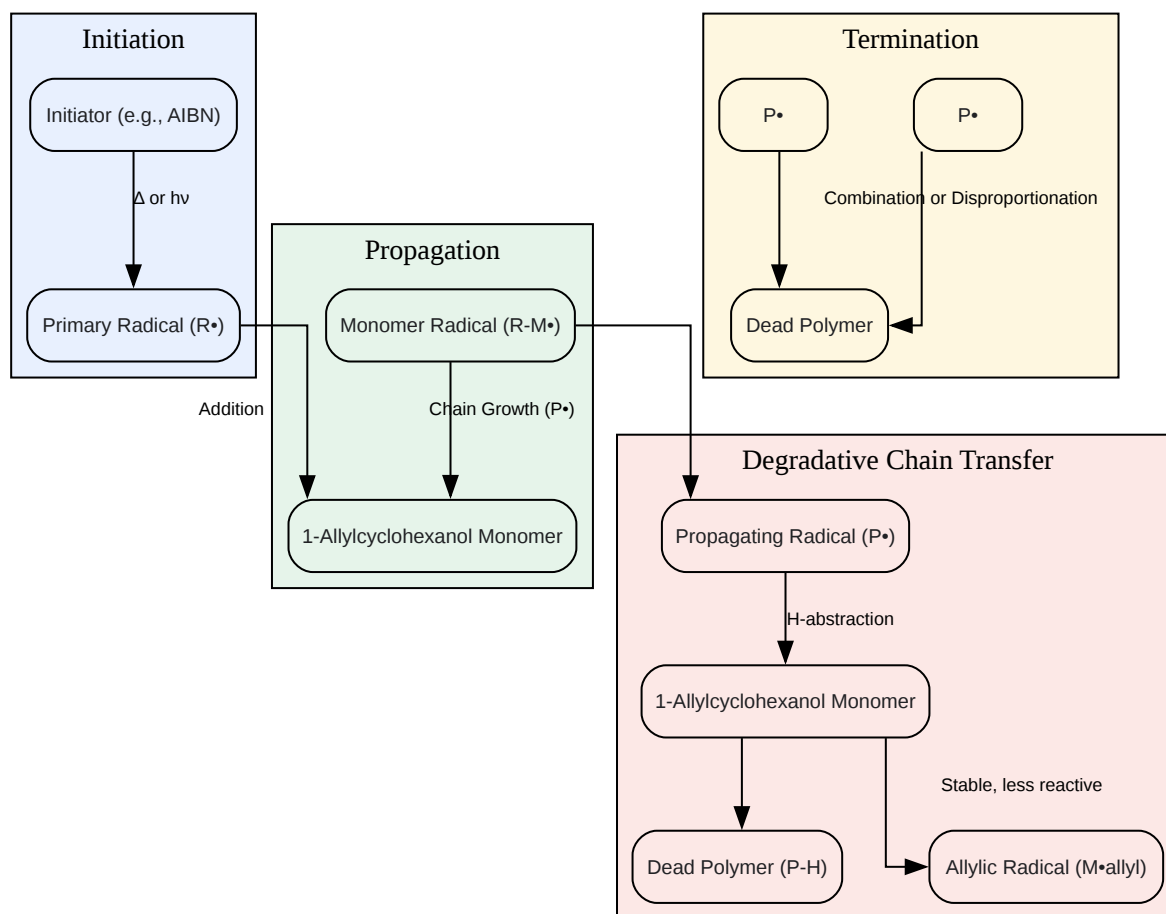 Initiation
Initiator (e.g., AIBN)
Δ or hν
Primary Radical (R•)
Addition
Propagation
Monomer Radical (R-M•)
Chain Growth (P•)
1-Allylcyclohexanol Monomer
Termination
P•
P•
Combination or Disproportionation
Dead Polymer
Degradative Chain Transfer
Propagating Radical (P•)
H-abstraction
1-Allylcyclohexanol Monomer
Stable, less reactive
Dead Polymer (P-H)
Allylic Radical (M•allyl)